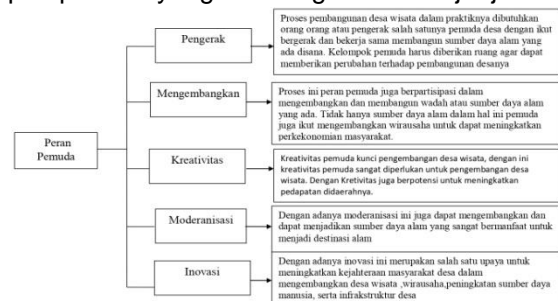 Pengerak
Proses pembangunan desa wisata dalam praktiknya dibutuhkan
orang orang atau pengerak salah satunya pemuda desa dengan ikut
bergerak dan bekerja sama membangun sumber daya alam yang
ada disana. Kelompok pemuda harus diberikan ruang agar dapat
memberikan perubahan terhadap pembangunan desanya
Mengembangkan
Proses ini peran pemuda juga berpartisipasi dalam
mengembangkan dan membangun wadah atau sumber daya alam
yang ada. Tidak hanya sumber daya alam dalam hal ini pemuda
juga ikut mengembangkan wirausaha untuk dapat meningkatkan
perkekonomian masyarakat.
Peran
Pemuda
Kreativitas
Kreativitas pemuda kunci pengembangan desa wisata, dengan ini
kreativitas pemuda sangat diperlukan untuk pengembangan desa
wisata. Dengan Kretivitas juga berpotensi untuk meningkatkan
pedapatan didaerahnya.
Moderanisasi
Dengan adanya moderanisasi ini juga dapat mengembangkan dan
dapat menjadikan sumber daya alam yang sangat bermanfaat untuk
menjadi destinasi alam
Inovasi
Dengan adanya inovasi ini merupakan salah satu upaya untuk
meningkatkan kejahteraan masyarakat desa dalam
mengembangkan desa wisata ,wirausaha,peningkatan sumber daya
manusia, serta infrakstruktur desa